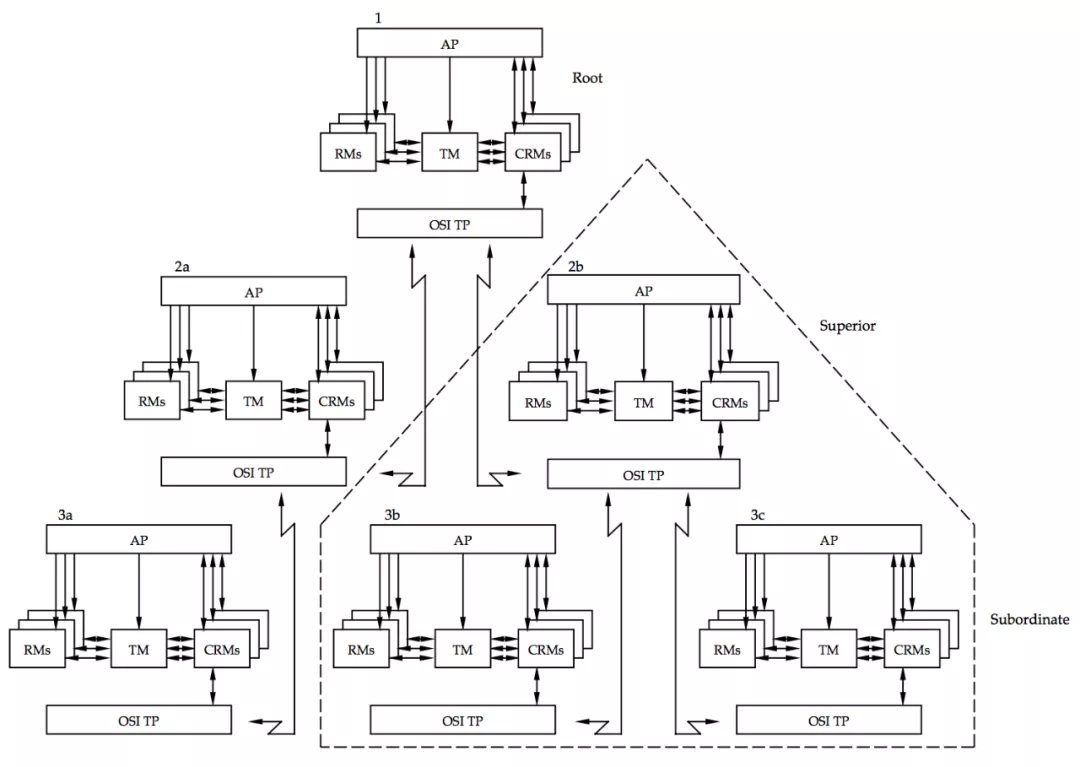 1
AP
Root
RMs TM CRMs
OSI TP
2a
AP
2b
AP
Superior
RMs TM CRMs
RMs TM CRMs
OSI TP
OSI TP
3a
AP
3b
AP
3c
AP
Subordinate
RMs TM CRMs
RMs TM CRMs
RMs TM CRMs
OSI TP
OSI TP
OSI TP